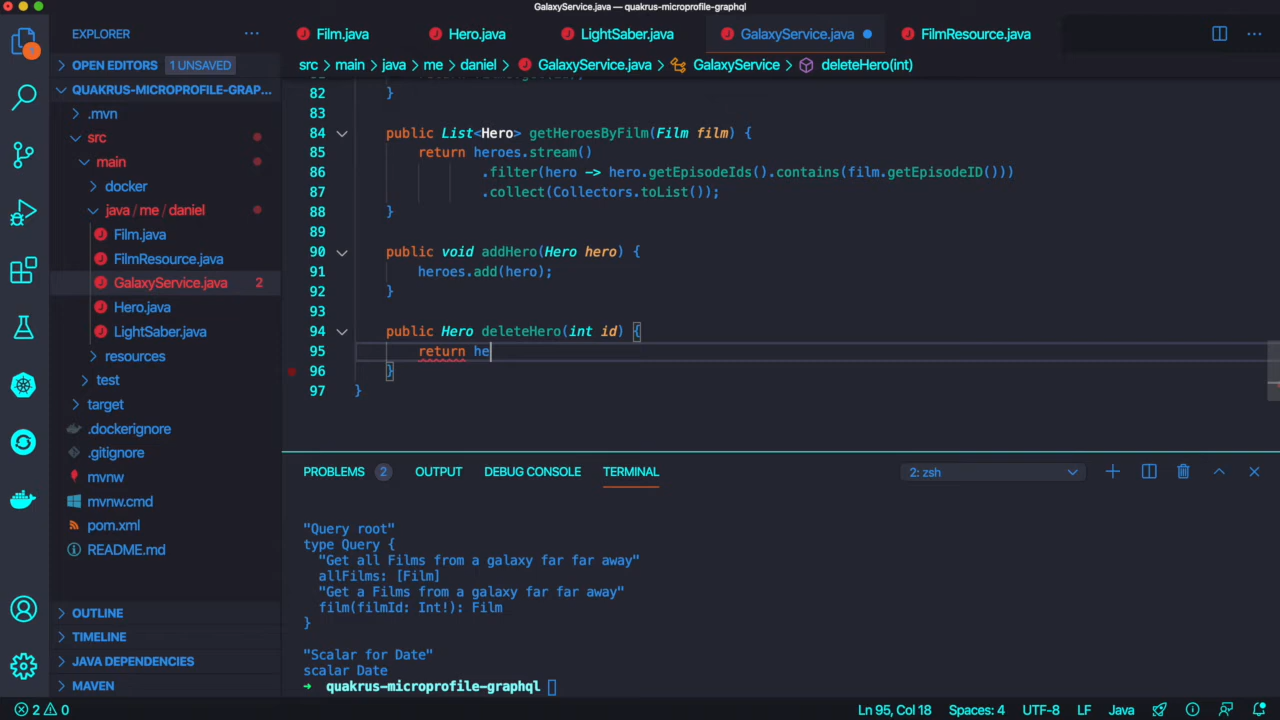 GalaxyService.java — quakrus-microprofile-graphql
EXPLORER
Film.java
Hero.java
LightSaber.java
GalaxyService.java
FilmResource.java
OPEN EDITORS
1 UNSAVED
src > main > java > me > daniel > GalaxyService.java > GalaxyService > deleteHero(int)
QUAKRUS-MICROPROFILE-GRAP...
.mvn
src
main
docker
java / me / daniel
Film.java
FilmResource.java
GalaxyService.java 2
Hero.java
LightSaber.java
resources
test
target
.dockerignore
.gitignore
mvnw
mvnw.cmd
pom.xml
README.md
OUTLINE
TIMELINE
JAVA DEPENDENCIES
MAVEN
82 }
83
84 public List<Hero> getHeroesByFilm(Film film) {
85 return heroes.stream()
86 .filter(hero -> hero.getEpisodeIds().contains(film.getEpisodeID()))
87 .collect(Collectors.toList());
88 }
89
90 public void addHero(Hero hero) {
91 heroes.add(hero);
92 }
93
94 public Hero deleteHero(int id) {
95 return he
96 }
97 }
PROBLEMS 2 OUTPUT DEBUG CONSOLE TERMINAL
2: zsh
"Query root"
type Query {
"Get all Films from a galaxy far far away"
allFilms: [Film]
"Get a Films from a galaxy far far away"
film(filmId: Int!): Film
}
"Scalar for Date"
scalar Date
➜ quakrus-microprofile-graphql
2 0
Ln 95, Col 18
Spaces: 4
UTF-8
LF
Java